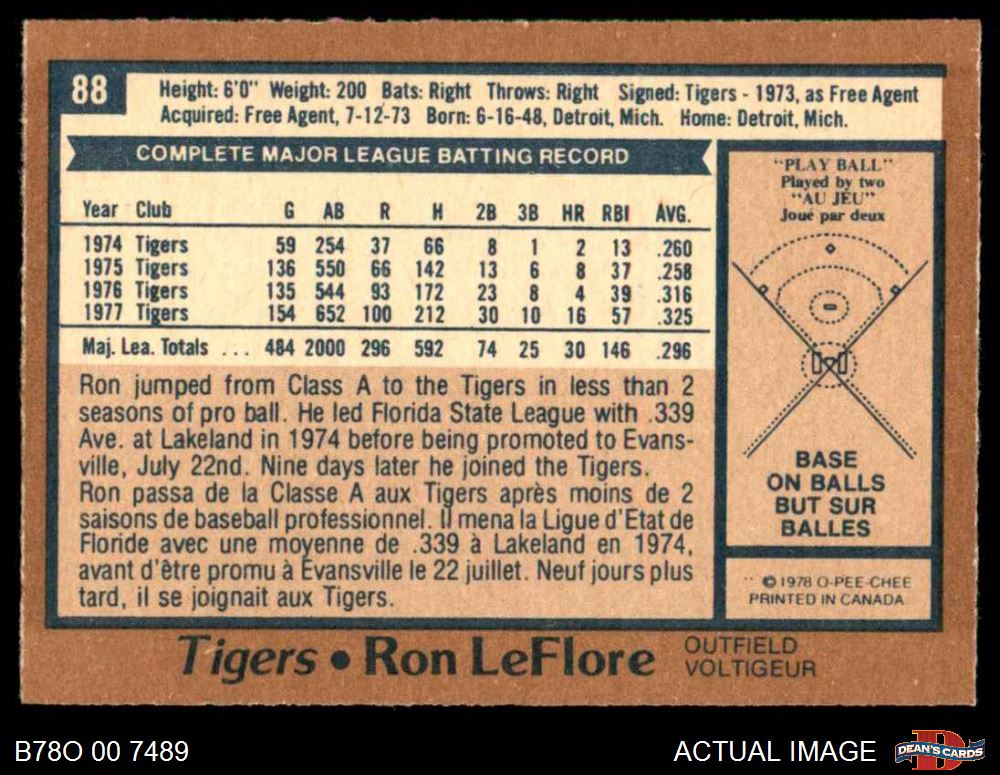 88
Height: 6'0" Weight: 200 Bats: Right Throws: Right Signed: Tigers - 1973, as Free Agent
Acquired: Free Agent, 7-12-73 Born: 6-16-48, Detroit, Mich. Home: Detroit, Mich.
COMPLETE MAJOR LEAGUE BATTING RECORD
Year Club G AB R H 2B 3B HR RBI AVG.
1974 Tigers 59 254 37 66 8 1 2 13 .260
1975 Tigers 136 550 66 142 13 6 8 37 .258
1976 Tigers 135 544 93 172 23 8 4 39 .316
1977 Tigers 154 652 100 212 30 10 16 57 .325
Maj. Lea. Totals ... 484 2000 296 592 74 25 30 146 .296
Ron jumped from Class A to the Tigers in less than 2
seasons of pro ball. He led Florida State League with .339
Ave. at Lakeland in 1974 before being promoted to Evans-
ville, July 22nd. Nine days later he joined the Tigers.
Ron passa de la Classe A aux Tigers après moins de 2
saisons de baseball professionnel. Il mena la Ligue d'Etat de
Floride avec une moyenne de .339 à Lakeland en 1974,
avant d'être promu à Evansville le 22 juillet. Neuf jours plus
tard, il se joignait aux Tigers.
"PLAY BALL"
Played by two
"AU JEU"
Joué par deux
BASE
ON BALLS
BUT SUR
BALLES
© 1978 O-PEE-CHEE
PRINTED IN CANADA
Tigers • Ron LeFlore
OUTFIELD
VOLTIGEUR
B78O 00 7489
ACTUAL IMAGE
DEAN'S CARDS